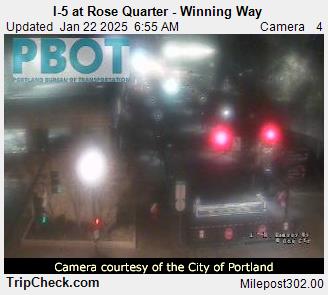 I-5 at Rose Quarter - Winning Way
Updated Jan 22 2025 6:55 AM Camera 4
PBOT
PORTLAND BUREAU OF TRANSPORTATION
Camera courtesy of the City of Portland
TripCheck.com Milepost302.00